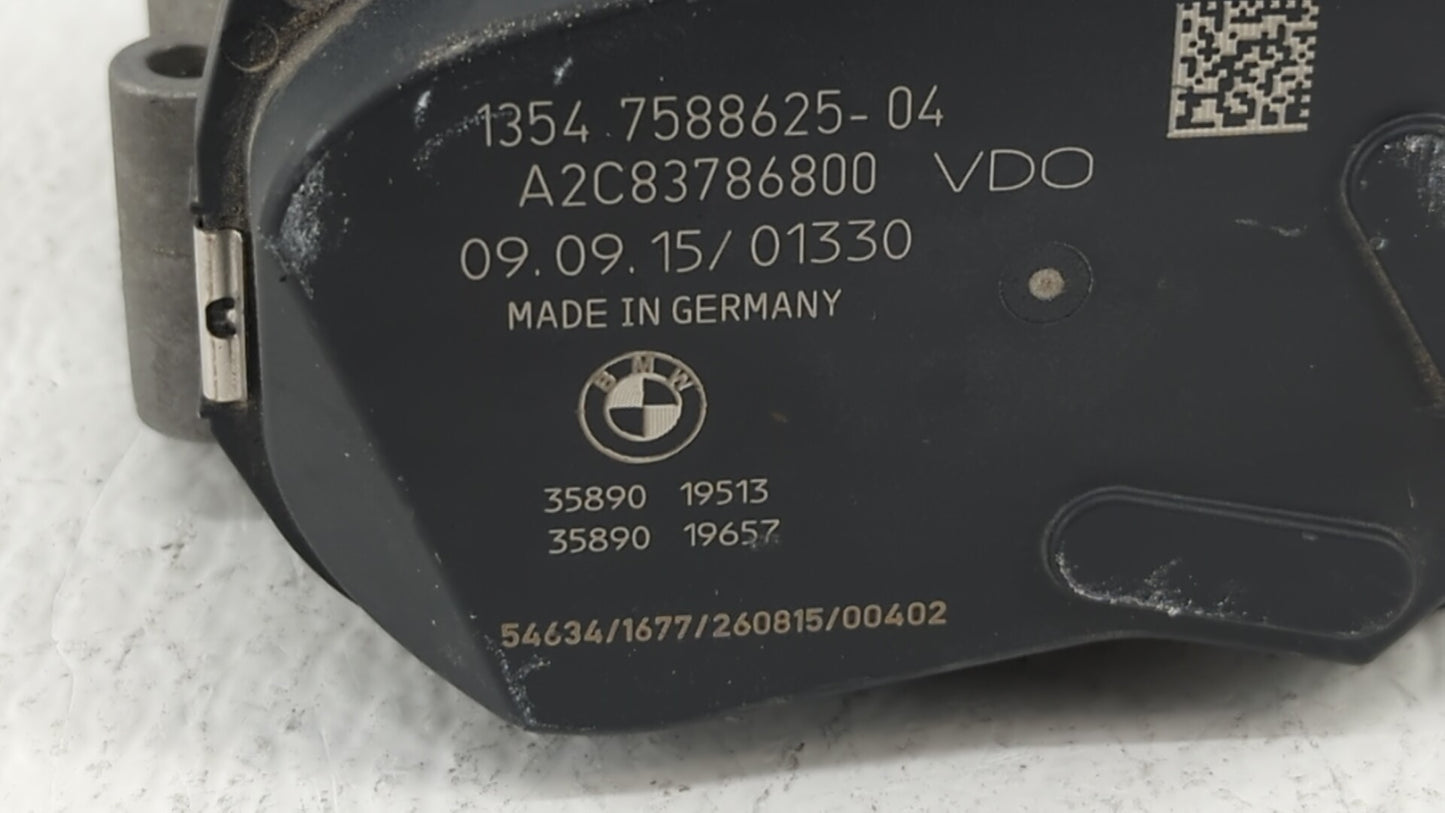 1354 7588625-04
A2C83786800 VDO
09.09.15/01330
MADE IN GERMANY
BMW
35890 19513
35890 19657
54634/1677/260815/00402